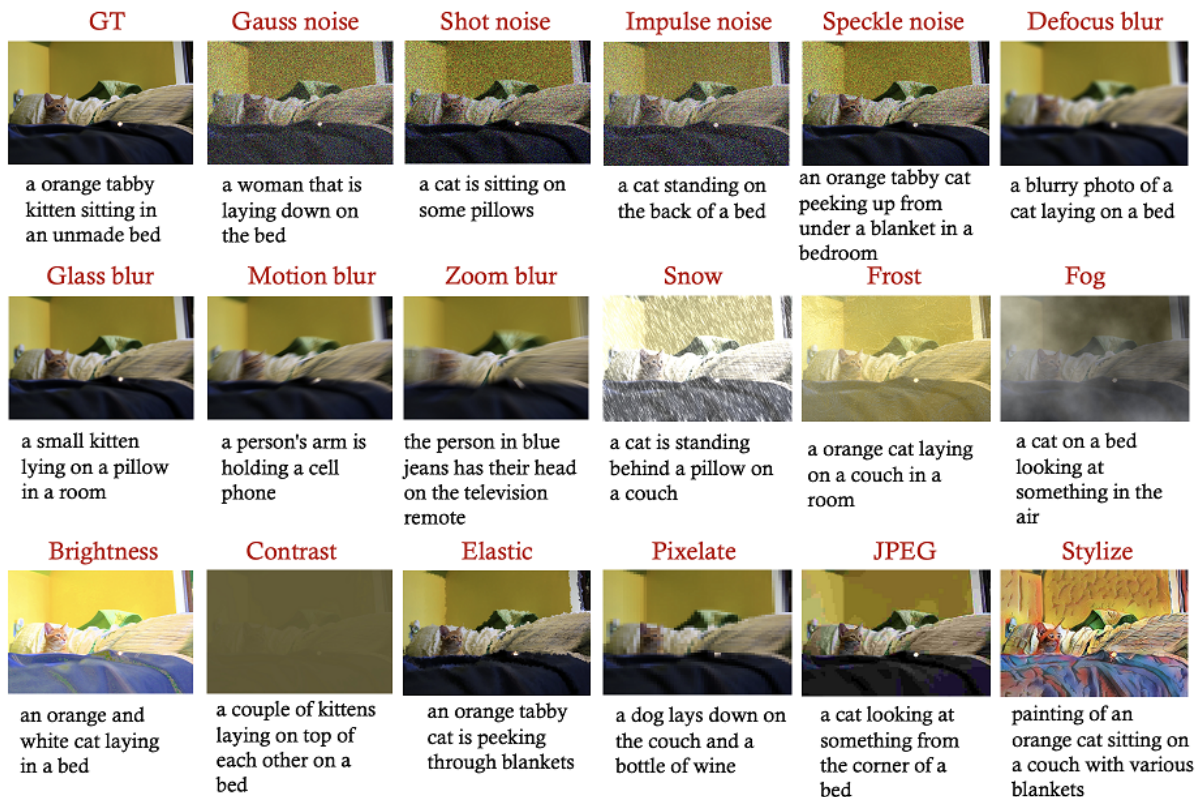 GT
Gauss noise
Shot noise
Impulse noise
Speckle noise
Defocus blur
a orange tabby
kitten sitting in
an unmade bed
a woman that is
laying down on
the bed
a cat is sitting on
some pillows
a cat standing on
the back of a bed
an orange tabby cat
peeking up from
under a blanket in a
bedroom
a blurry photo of a
cat laying on a bed
Glass blur
Motion blur
Zoom blur
Snow
Frost
Fog
a small kitten
lying on a pillow
in a room
a person's arm is
holding a cell
phone
the person in blue
jeans has their head
on the television
remote
a cat is standing
behind a pillow on
a couch
a orange cat laying
on a couch in a
room
a cat on a bed
looking at
something in the
air
Brightness
Contrast
Elastic
Pixelate
JPEG
Stylize
an orange and
white cat laying
in a bed
a couple of kittens
laying on top of
each other on a
bed
an orange tabby
cat is peeking
through blankets
a dog lays down on
the couch and a
bottle of wine
a cat looking at
something from
the corner of a
bed
painting of an
orange cat sitting on
a couch with various
blankets